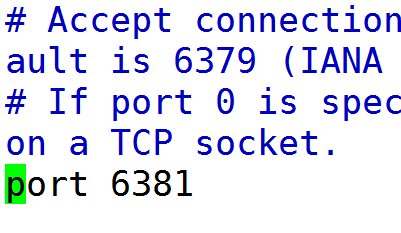 # Accept connection
ault is 6379 (IANA
# If port 0 is spec
on a TCP socket.
port 6381